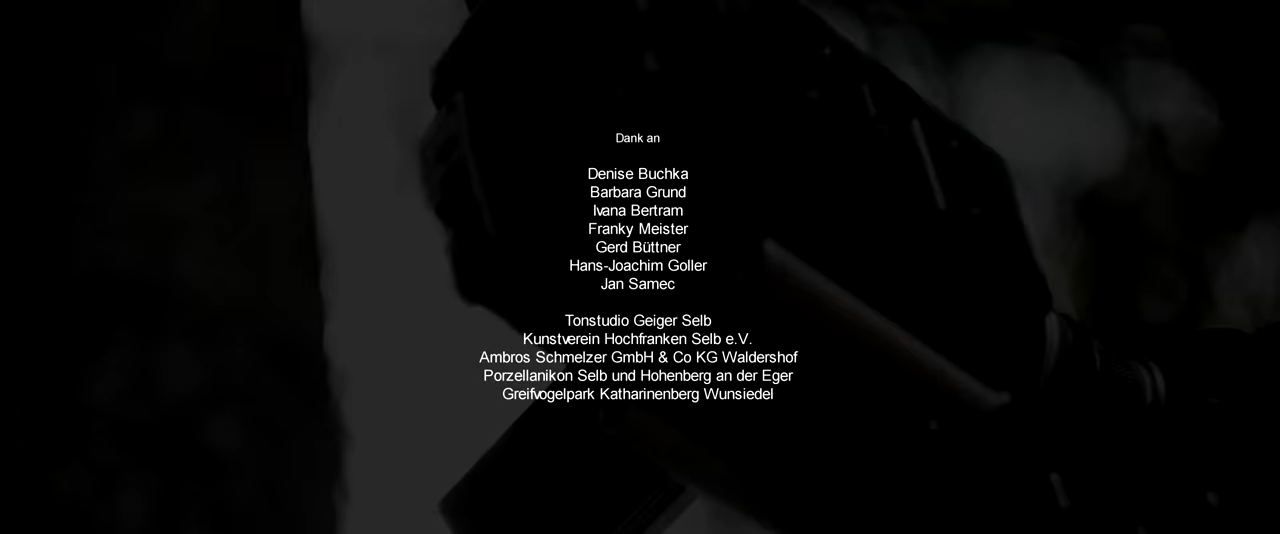 Dank an
Denise Buchka
Barbara Grund
Ivana Bertram
Franky Meister
Gerd Büttner
Hans-Joachim Goller
Jan Samec
Tonstudio Geiger Selb
Kunstverein Hochfranken Selb e.V.
Ambros Schmelzer GmbH & Co KG Waldershof
Porzellanikon Selb und Hohenberg an der Eger
Greifvogelpark Katharinenberg Wunsiedel